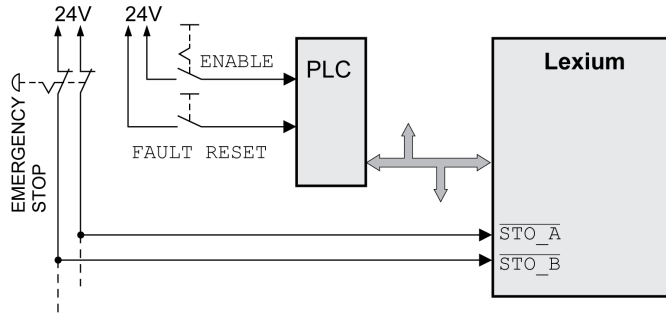 24V
24V
ENABLE
PLC
Lexium
FAULT RESET
EMERGENCY
STOP
STO_A
STO_B